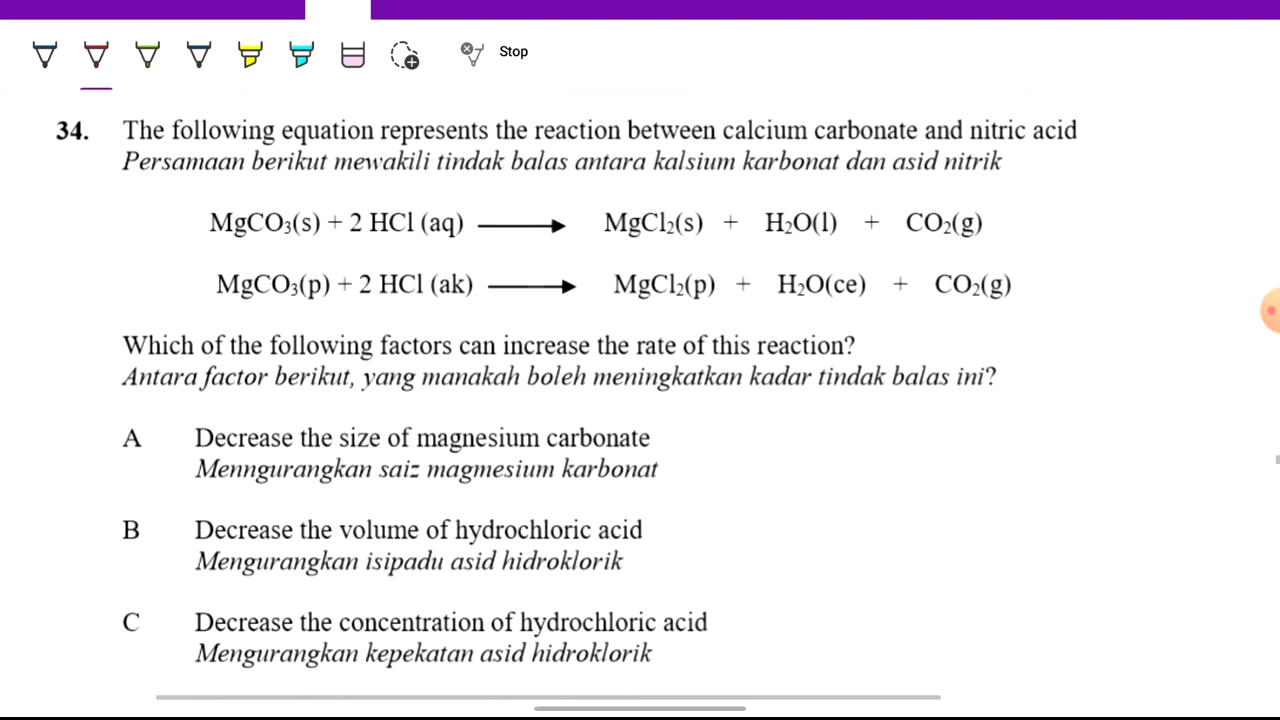 Stop
34. The following equation represents the reaction between calcium carbonate and nitric acid
Persamaan berikut mewakili tindak balas antara kalsium karbonat dan asid nitrik
MgCO₃(s) + 2 HCl (aq) ⟶ MgCl₂(s) + H₂O(l) + CO₂(g)
MgCO₃(p) + 2 HCl (ak) ⟶ MgCl₂(p) + H₂O(ce) + CO₂(g)
Which of the following factors can increase the rate of this reaction?
Antara factor berikut, yang manakah boleh meningkatkan kadar tindak balas ini?
A Decrease the size of magnesium carbonate
Menngurangkan saiz magmesium karbonat
B Decrease the volume of hydrochloric acid
Mengurangkan isipadu asid hidroklorik
C Decrease the concentration of hydrochloric acid
Mengurangkan kepekatan asid hidroklorik